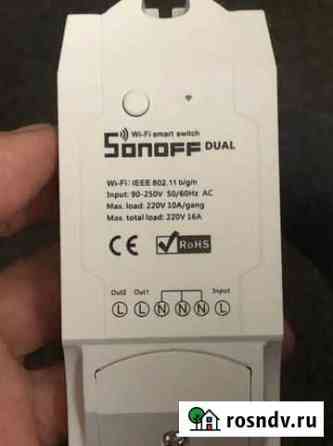 Wi-Fi smart switch
SONOFF DUAL
Wi-Fi: IEEE 802.11 b/g/n
Input: 90-250V 50/60Hz AC
Max. load: 220V 10A/gang
Max. total load: 220V 16A
CE RoHS
Out2 Out1 Input
L L N N N L
rosndv.ru